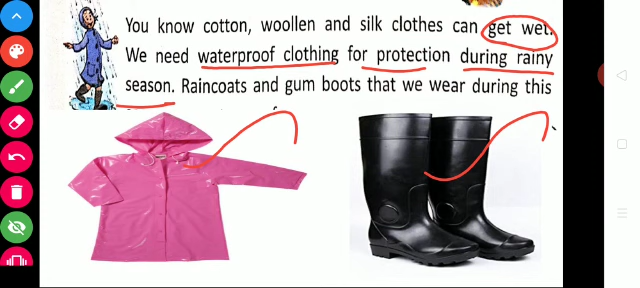 You know cotton, woollen and silk clothes can get wet.
We need waterproof clothing for protection during rainy
season. Raincoats and gum boots that we wear during this